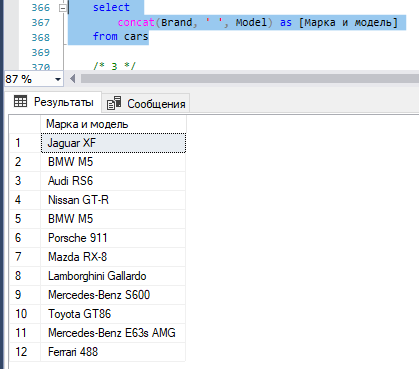 366 select
367 concat(Brand, ' ', Model) as [Марка и модель]
368 from cars
369
370 /* 3 */
87 %
Результаты Сообщения
Марка и модель
1 Jaguar XF
2 BMW M5
3 Audi RS6
4 Nissan GT-R
5 BMW M5
6 Porsche 911
7 Mazda RX-8
8 Lamborghini Gallardo
9 Mercedes-Benz S600
10 Toyota GT86
11 Mercedes-Benz E63s AMG
12 Ferrari 488